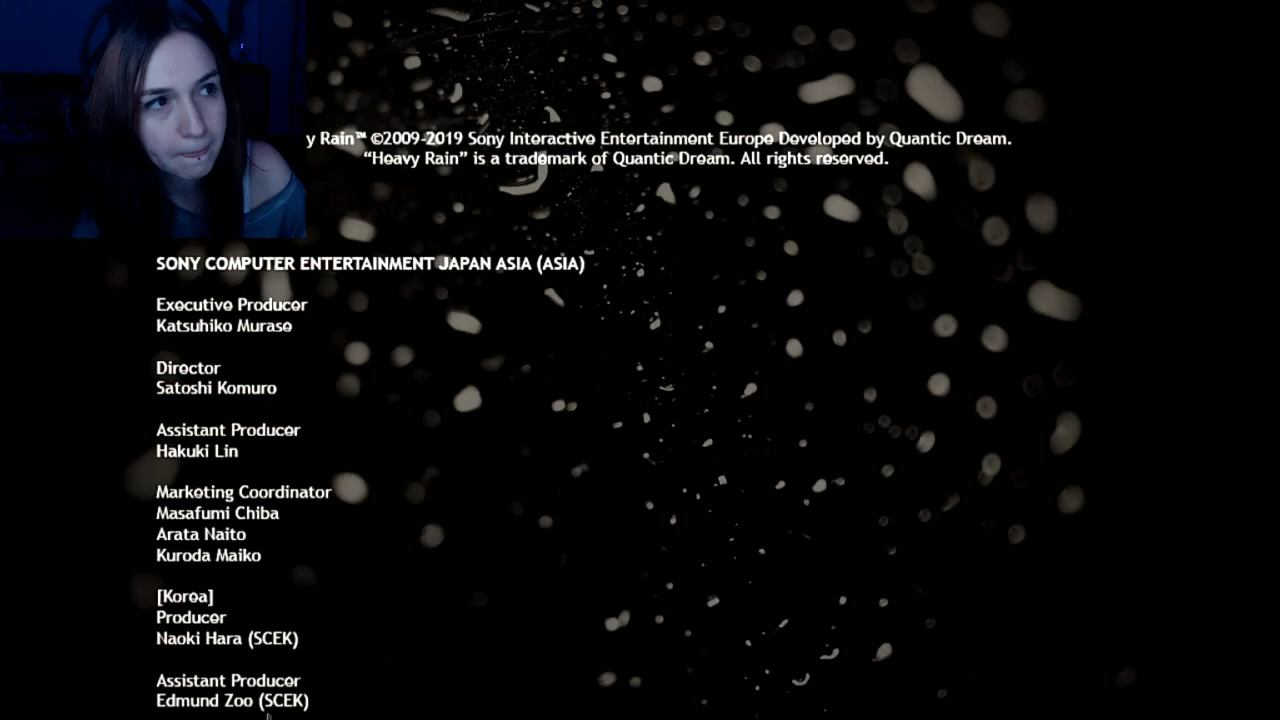 y Rain™ ©2009-2019 Sony Interactive Entertainment Europe Developed by Quantic Dream.
“Heavy Rain” is a trademark of Quantic Dream. All rights reserved.
SONY COMPUTER ENTERTAINMENT JAPAN ASIA (ASIA)
Executive Producer
Katsuhiko Murase
Director
Satoshi Komuro
Assistant Producer
Hakuki Lin
Marketing Coordinator
Masafumi Chiba
Arata Naito
Kuroda Maiko
[Korea]
Producer
Naoki Hara (SCEK)
Assistant Producer
Edmund Zoo (SCEK)